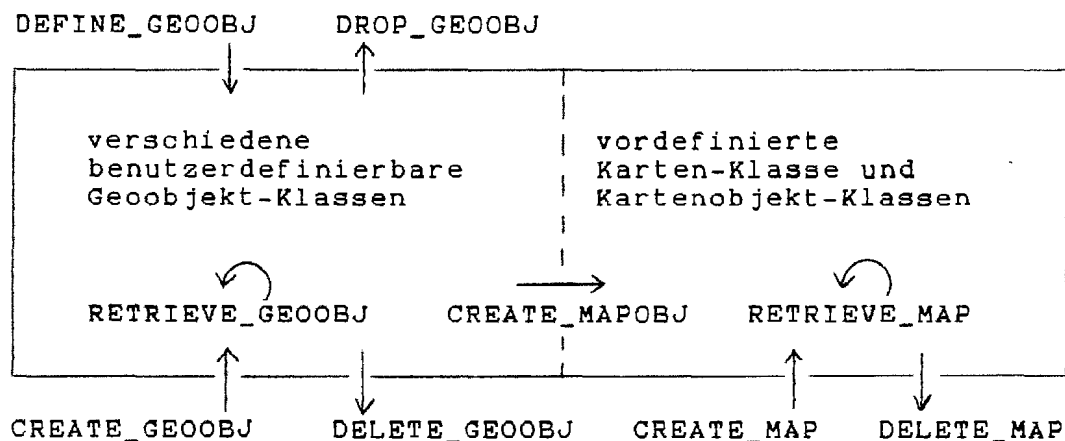 DEFINE_GEOOBJ DROP_GEOOBJ
verschiedene
benutzerdefinierbare
Geoobjekt-Klassen
vordefinierte
Karten-Klasse und
Kartenobjekt-Klassen
RETRIEVE_GEOOBJ CREATE_MAPOBJ RETRIEVE_MAP
CREATE_GEOOBJ DELETE_GEOOBJ CREATE_MAP DELETE_MAP